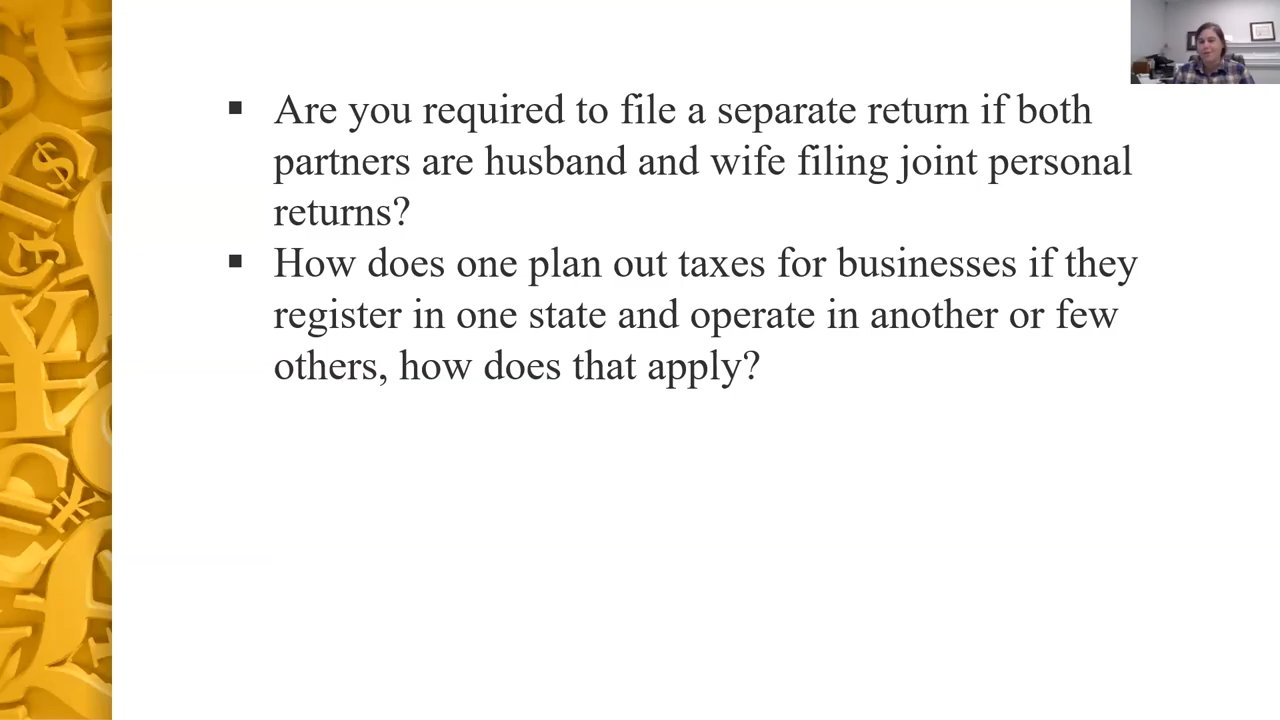 Are you required to file a separate return if both
partners are husband and wife filing joint personal
returns?
How does one plan out taxes for businesses if they
register in one state and operate in another or few
others, how does that apply?